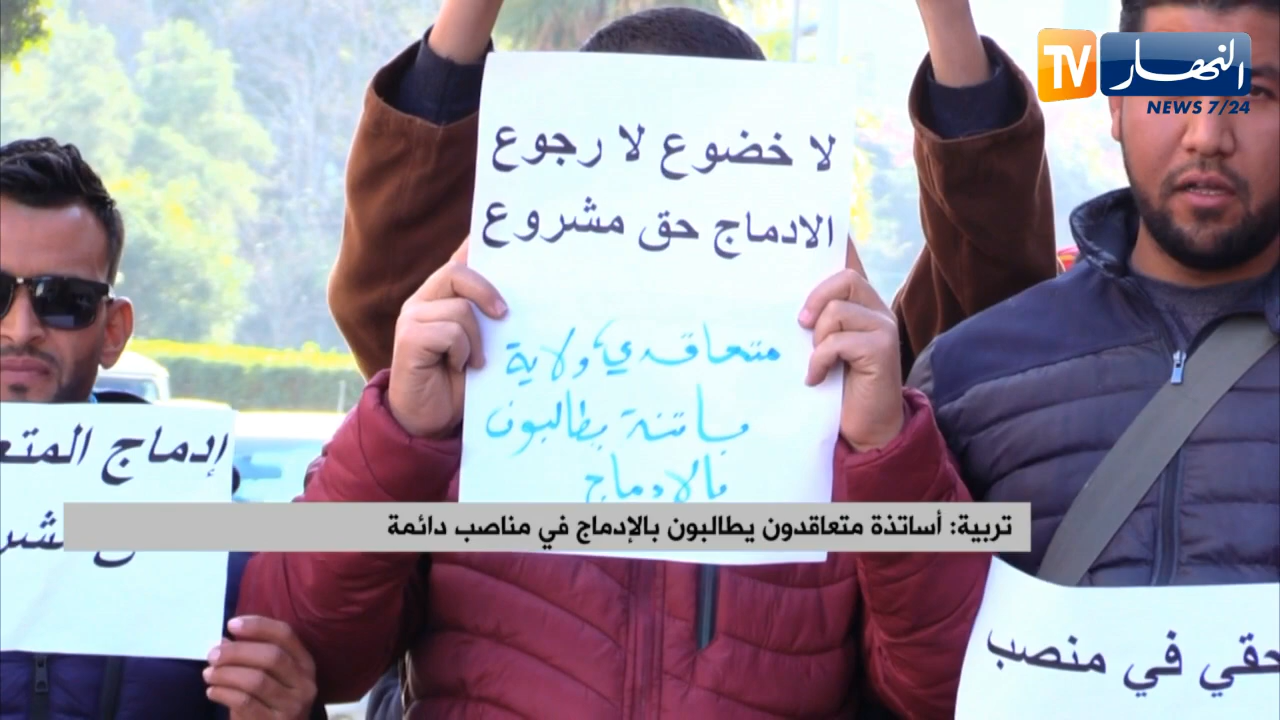 TV النهار
NEWS 7/24
لا خضوع لا رجوع
الادماج حق مشروع
متعاقدي ولاية
باتنة يطالبون
بالادماج
إدماج المتع
حقي في منصب
تربية: أساتذة متعاقدون يطالبون بالإدماج في مناصب دائمة